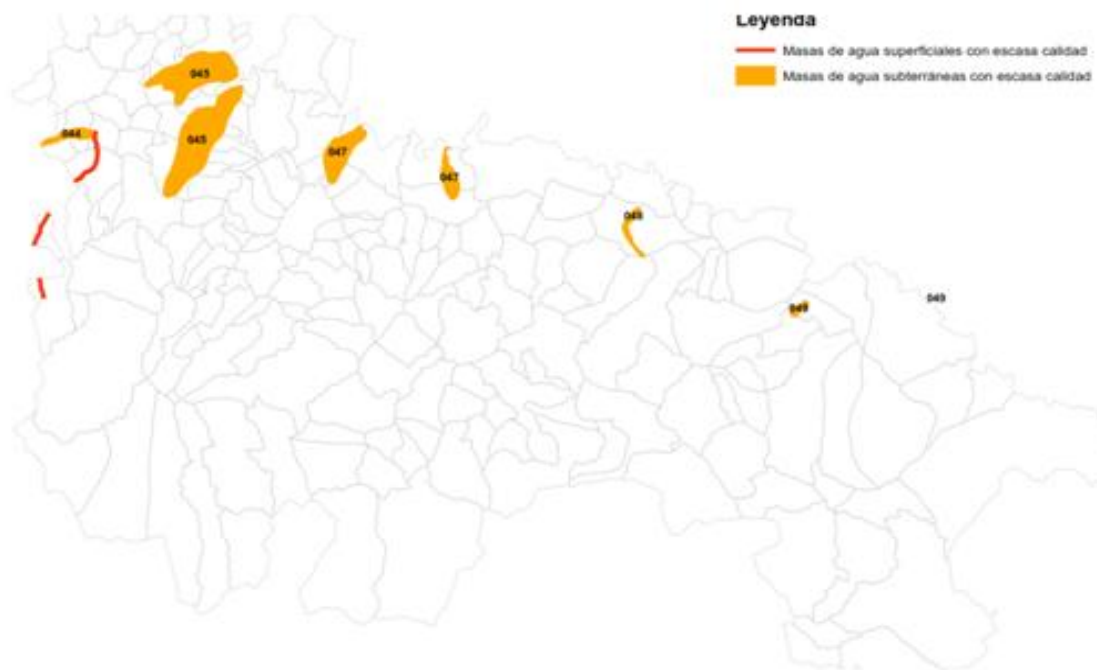 Leyenda
Masas de agua superficiales con escasa calidad
Masas de agua subterráneas con escasa calidad
045
044
045
047
047
048
049
049